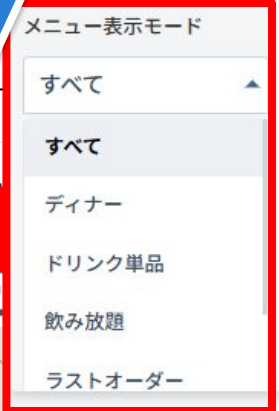 メニュー表示モード
すべて
すべて
ディナー
ドリンク単品
飲み放題
ラストオーダー